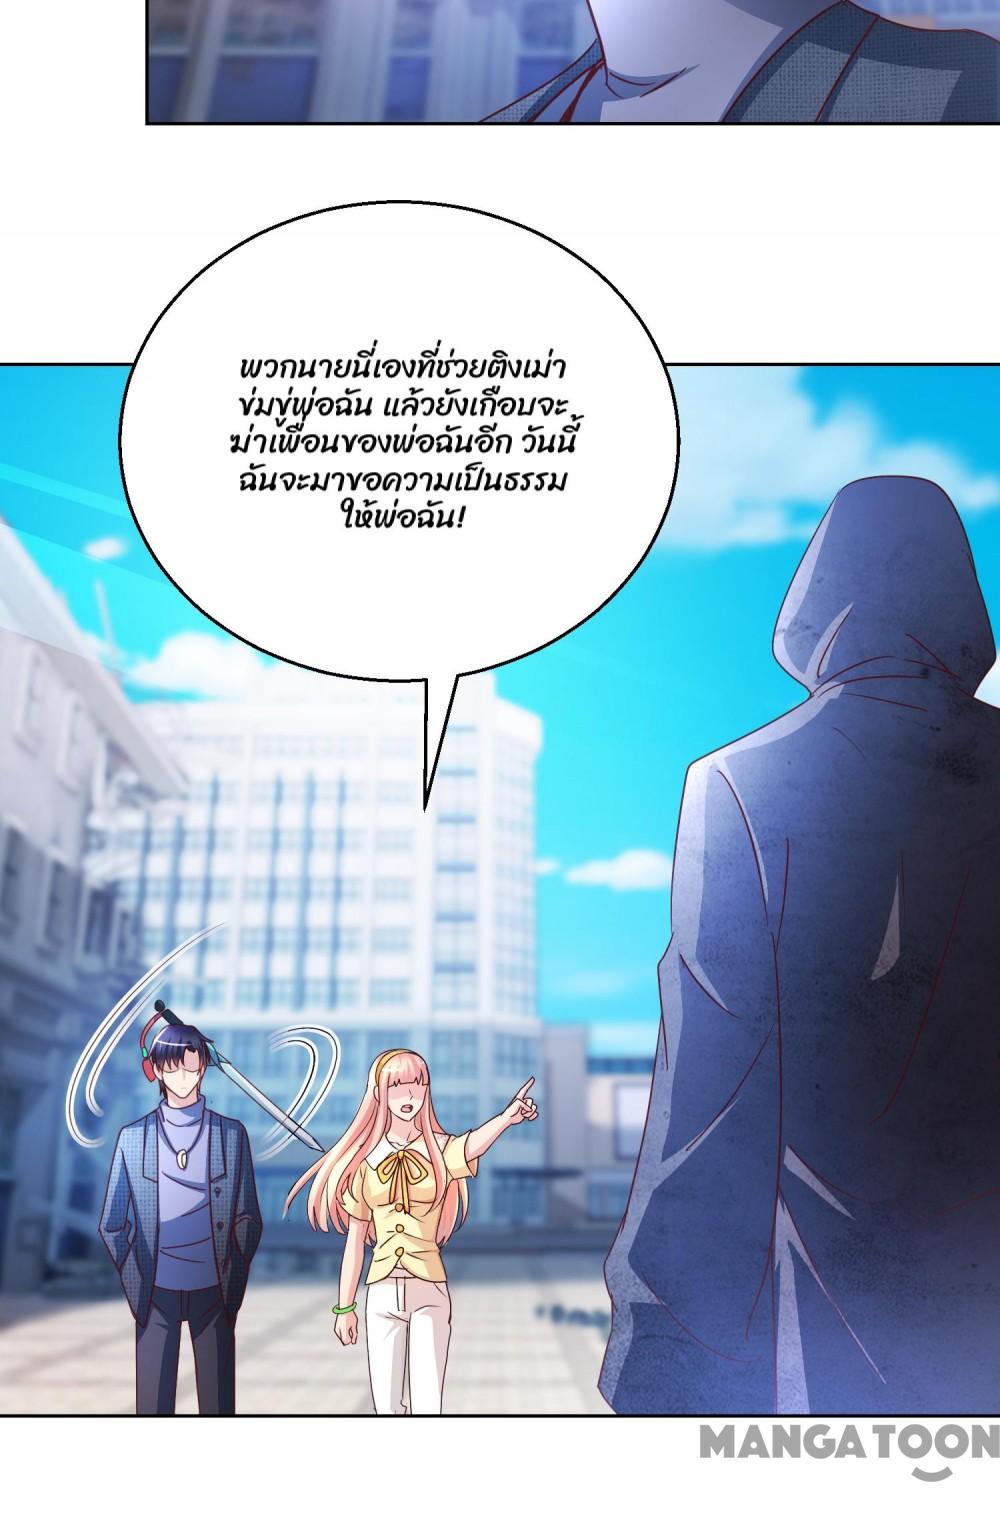 พวกนายนี่เองที่ช่วยติงเม่า
ข่มขู่พ่อฉัน แล้วยังเกือบจะ
ฆ่าเพื่อนของพ่อฉันอีก วันนี้
ฉันจะมาขอความเป็นธรรม
ให้พ่อฉัน!
MANGATOON